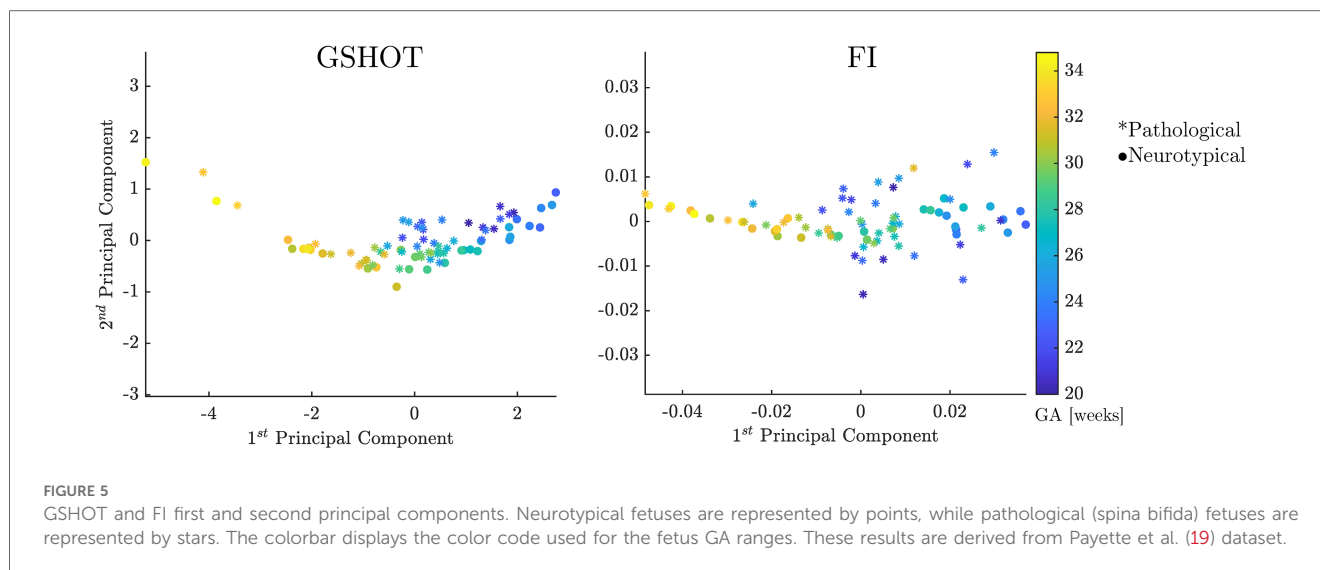 GSHOT
3
2
1
0
-1
-2
-3
-4
-2
0
2
2nd Principal Component
1st Principal Component
FI
0.03
0.02
0.01
0
-0.01
-0.02
-0.03
-0.04
-0.02
0
0.02
1st Principal Component
34
32
30
28
26
24
22
20
GA [weeks]
*Pathological
●Neurotypical
FIGURE 5
GSHOT and FI first and second principal components. Neurotypical fetuses are represented by points, while pathological (spina bifida) fetuses are
represented by stars. The colorbar displays the color code used for the fetus GA ranges. These results are derived from Payette et al. (19) dataset.